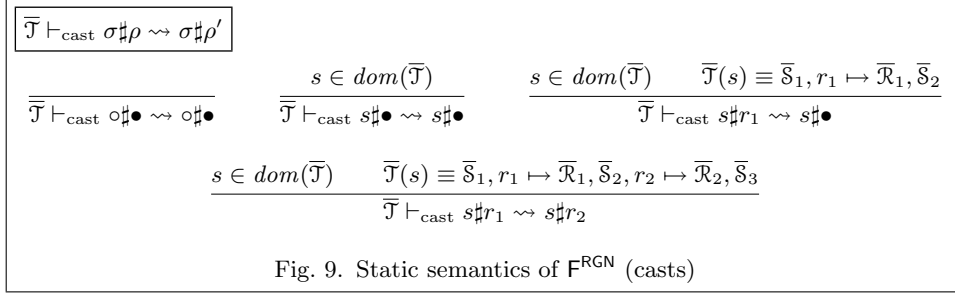 𝒯̅ ⊢cast σ♯ρ ⇝ σ♯ρ′
s ∈ dom(𝒯̅) s ∈ dom(𝒯̅) 𝒯̅(s) ≡ 𝒮̅₁, r₁ ↦ ℛ̅₁, 𝒮̅₂
𝒯̅ ⊢cast ∘♯• ⇝ ∘♯• 𝒯̅ ⊢cast s♯• ⇝ s♯• 𝒯̅ ⊢cast s♯r₁ ⇝ s♯•
s ∈ dom(𝒯̅) 𝒯̅(s) ≡ 𝒮̅₁, r₁ ↦ ℛ̅₁, 𝒮̅₂, r₂ ↦ ℛ̅₂, 𝒮̅₃
𝒯̅ ⊢cast s♯r₁ ⇝ s♯r₂
Fig. 9. Static semantics of F^RGN (casts)